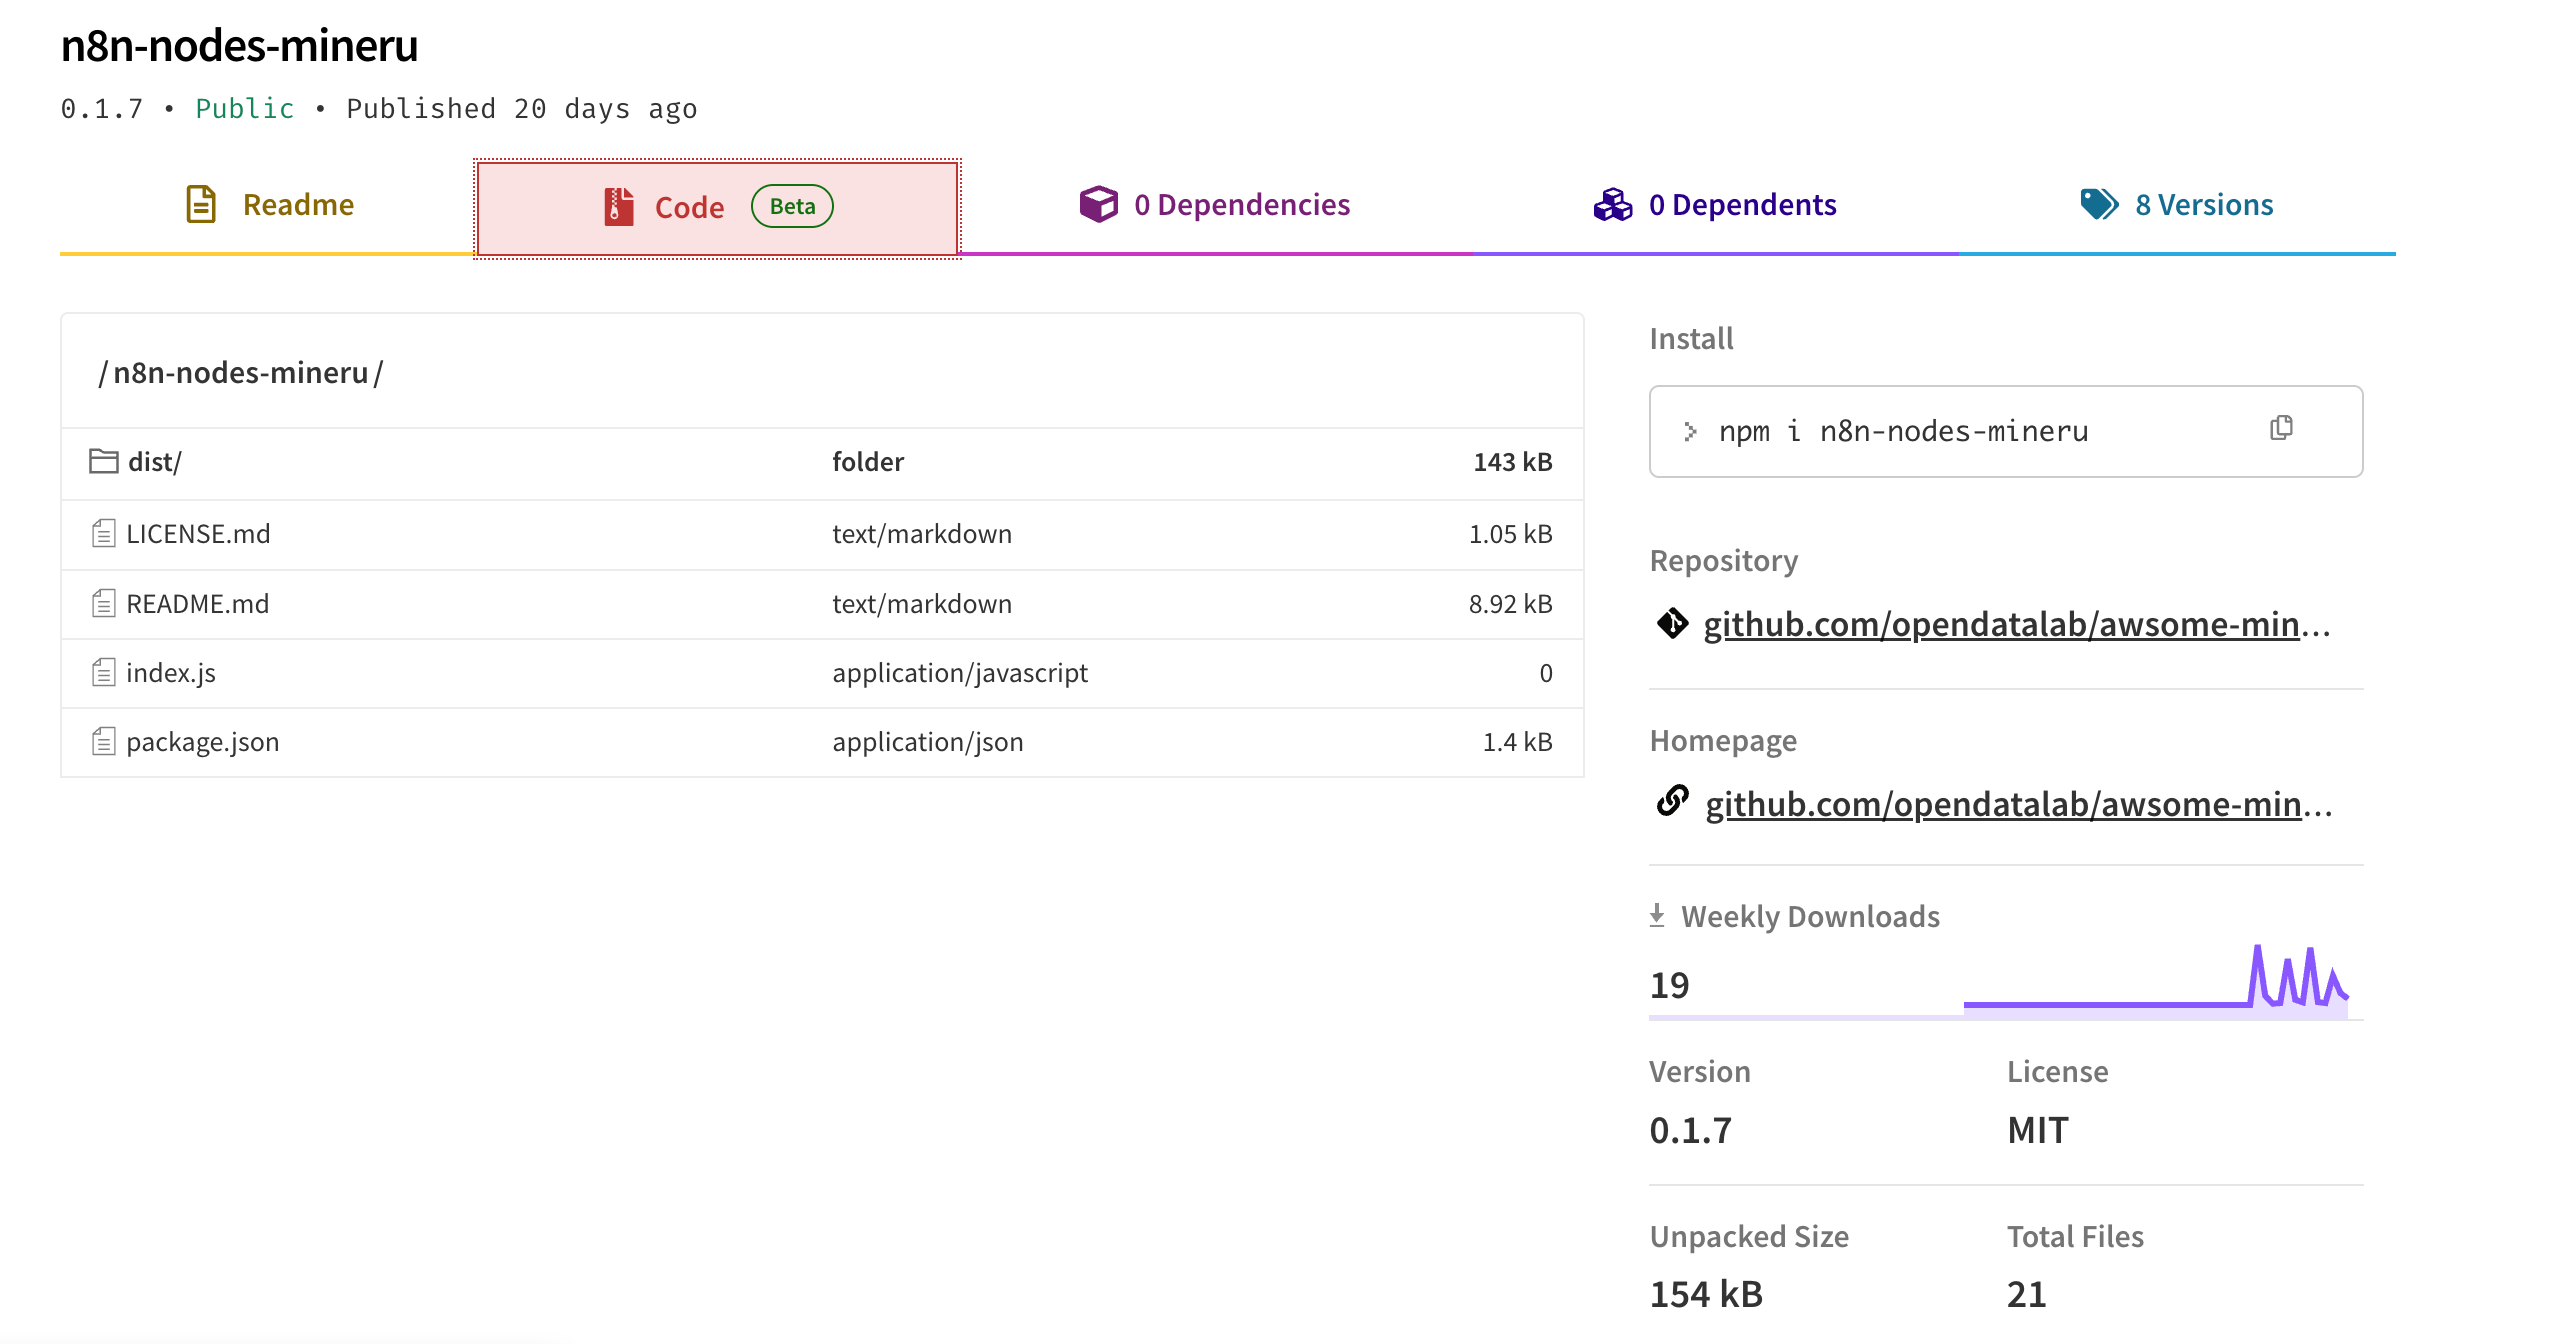 n8n-nodes-mineru
0.1.7 • Public • Published 20 days ago
Readme
Code Beta
0 Dependencies
0 Dependents
8 Versions
/n8n-nodes-mineru/
dist/ folder 143 kB
LICENSE.md text/markdown 1.05 kB
README.md text/markdown 8.92 kB
index.js application/javascript 0
package.json application/json 1.4 kB
Install
npm i n8n-nodes-mineru
Repository
github.com/opendatalab/awsome-min...
Homepage
github.com/opendatalab/awsome-min...
Weekly Downloads
19
Version
0.1.7
License
MIT
Unpacked Size
154 kB
Total Files
21